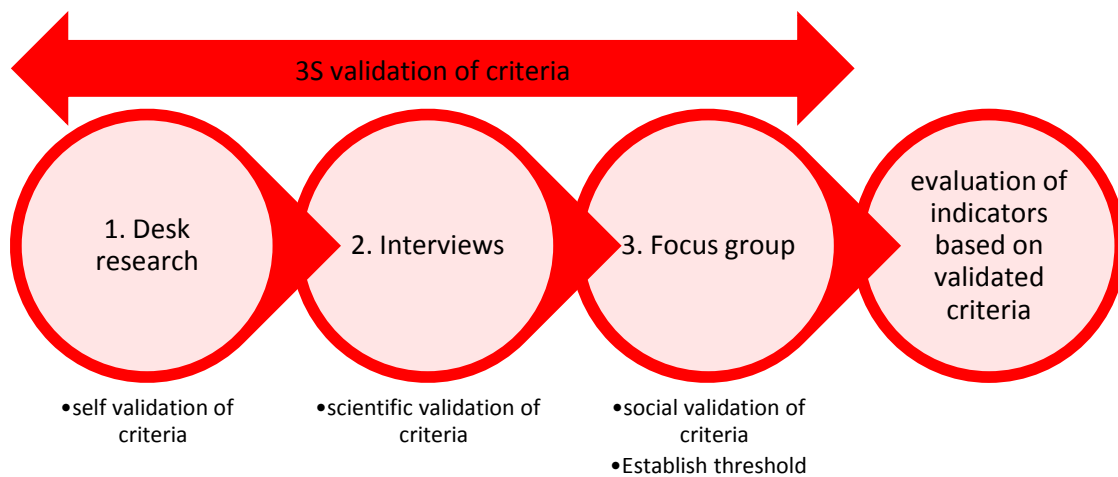 3S validation of criteria
1. Desk
research
2. Interviews
3. Focus group
evaluation of
indicators
based on
validated
criteria
•self validation of
criteria
•scientific validation of
criteria
•social validation of
criteria
•Establish threshold